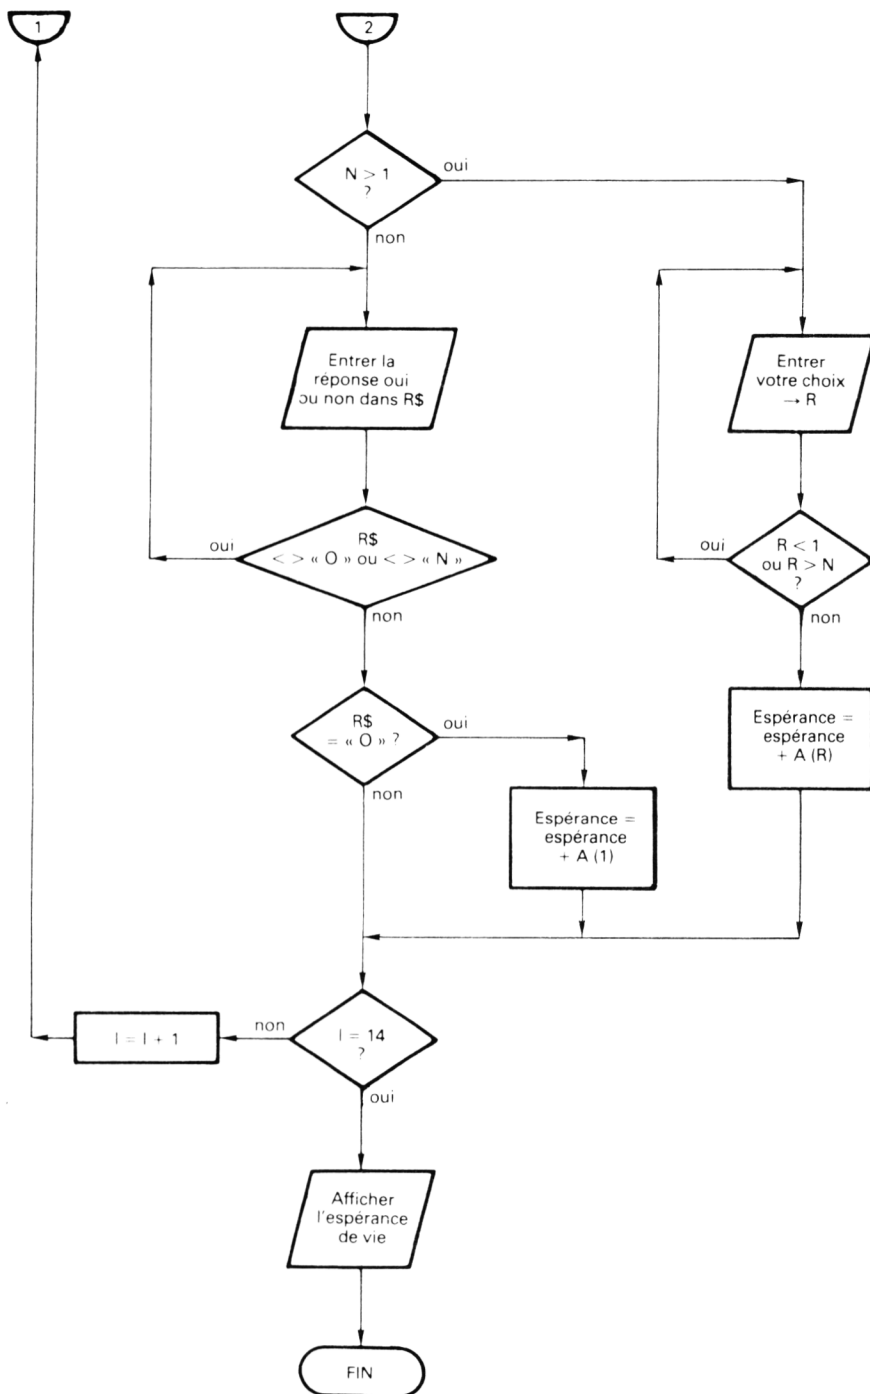 1
2
N > 1
?
oui
non
Entrer la
réponse oui
ou non dans R$
Entrer
votre choix
→ R
R$
< > « O » ou < > « N »
oui
non
R < 1
ou R > N
?
oui
non
R$
= « O » ?
oui
non
Espérance =
espérance
+ A (1)
Espérance =
espérance
+ A (R)
I = 14
?
non
oui
I = I + 1
Afficher
l'espérance
de vie
FIN